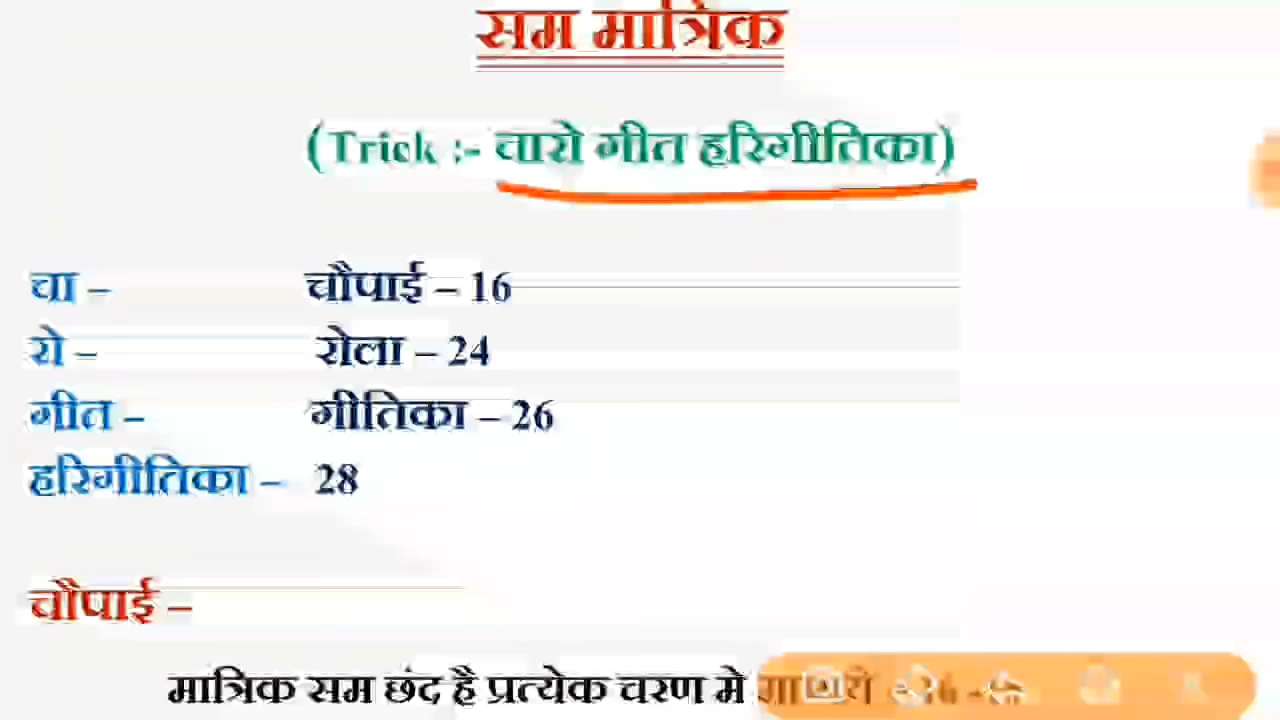 सम मात्रिक
(Trick :- चारो गीत हरिगीतिका)
चा – चौपाई – 16
रो – रोला – 24
गीत – गीतिका – 26
हरिगीतिका – 28
चौपाई –
मात्रिक सम छंद है प्रत्येक चरण मे